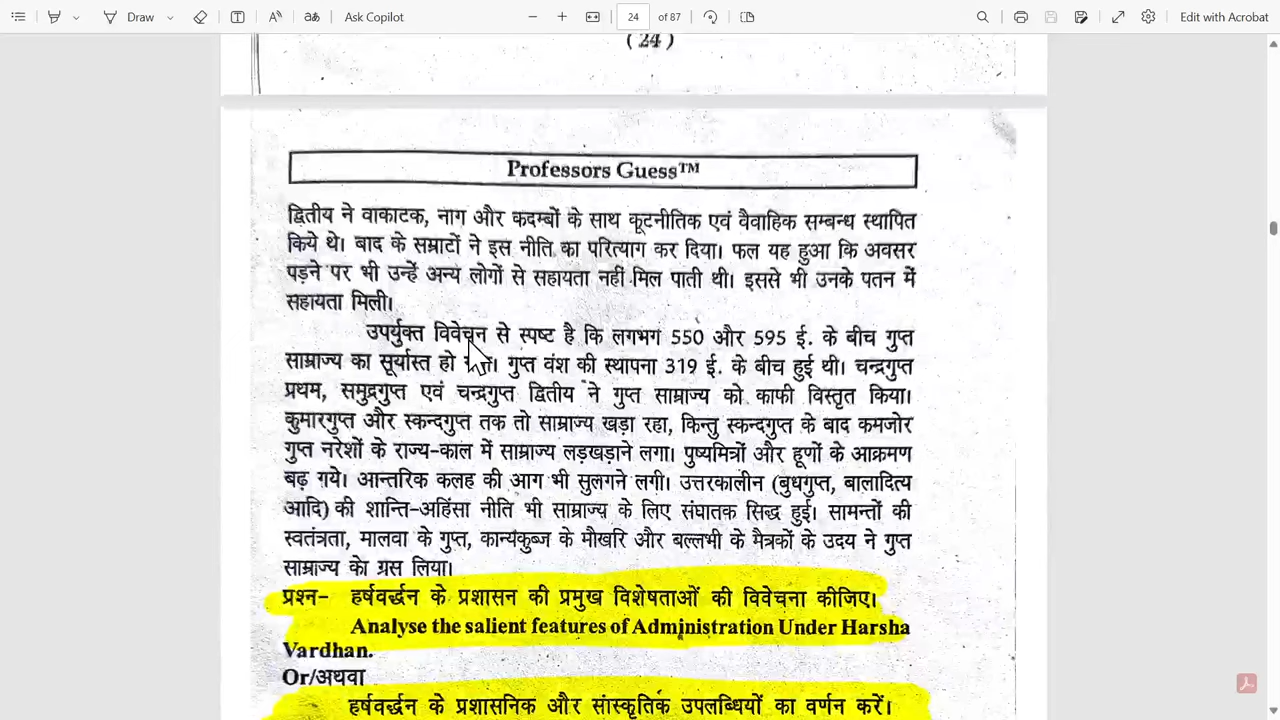 Draw
Ask Copilot
24 of 87
Edit with Acrobat
( 24 )
Professors Guess™
द्वितीय ने वाकाटक, नाग और कदम्बों के साथ कूटनीतिक एवं वैवाहिक सम्बन्ध स्थापित
किये थे। बाद के सम्राटों ने इस नीति का परित्याग कर दिया। फल यह हुआ कि अवसर
पड़ने पर भी उन्हें अन्य लोगों से सहायता नहीं मिल पाती थी। इससे भी उनके पतन में
सहायता मिली।
उपर्युक्त विवेचन से स्पष्ट है कि लगभग 550 और 595 ई. के बीच गुप्त
साम्राज्य का सूर्यास्त हो गुप्त वंश की स्थापना 319 ई. के बीच हुई थी। चन्द्रगुप्त
प्रथम, समुद्रगुप्त एवं चन्द्रगुप्त द्वितीय ने गुप्त साम्राज्य को काफी विस्तृत किया।
कुमारगुप्त और स्कन्दगुप्त तक तो साम्राज्य खड़ा रहा, किन्तु स्कन्दगुप्त के बाद कमजोर
गुप्त नरेशों के राज्य-काल में साम्राज्य लड़खड़ाने लगा। पुष्यमित्रों और हूणों के आक्रमण
बढ़ गये। आन्तरिक कलह की आग भी सुलगने लगी। उत्तरकालीन (बुधगुप्त, बालादित्य
आदि) की शान्ति-अहिंसा नीति भी साम्राज्य के लिए संघातक सिद्ध हुई। सामन्तों की
स्वतंत्रता, मालवा के गुप्त, कान्यकुब्ज के मौखरि और बल्लभी के मैत्रकों के उदय ने गुप्त
साम्राज्य को ग्रस लिया।
प्रश्न- हर्षवर्द्धन के प्रशासन की प्रमुख विशेषताओं की विवेचना कीजिए।
Analyse the salient features of Administration Under Harsha
Vardhan.
Or/अथवा
हर्षवर्द्धन के प्रशासनिक और सांस्कृतिक उपलब्धियों का वर्णन करें।